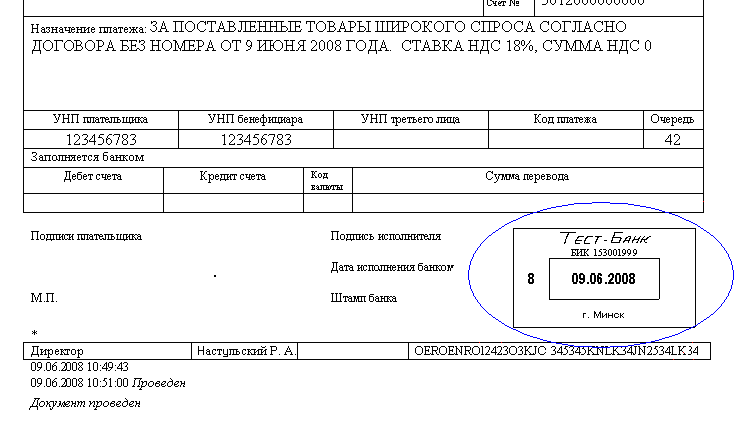 Счет №
Назначение платежа: ЗА ПОСТАВЛЕННЫЕ ТОВАРЫ ШИРОКОГО СПРОСА СОГЛАСНО
ДОГОВОРА БЕЗ НОМЕРА ОТ 9 ИЮНЯ 2008 ГОДА. СТАВКА НДС 18%, СУММА НДС 0
УНП плательщика УНП бенефициара УНП третьего лица Код платежа Очередь
123456783 123456783 42
Заполняется банком
Дебет счета Кредит счета Код валюты Сумма перевода
Подписи плательщика Подпись исполнителя
Дата исполнения банком
М.П. Штамп банка
ТЕСТ-БАНК
БИК 153001999
8 09.06.2008
г. Минск
*
Директор Настульский Р. А. OEROENRO12423O3KJC 345345KNLK34JN2534LK34
09.06.2008 10:49:43
09.06.2008 10:51:00 Проведен
Документ проведен